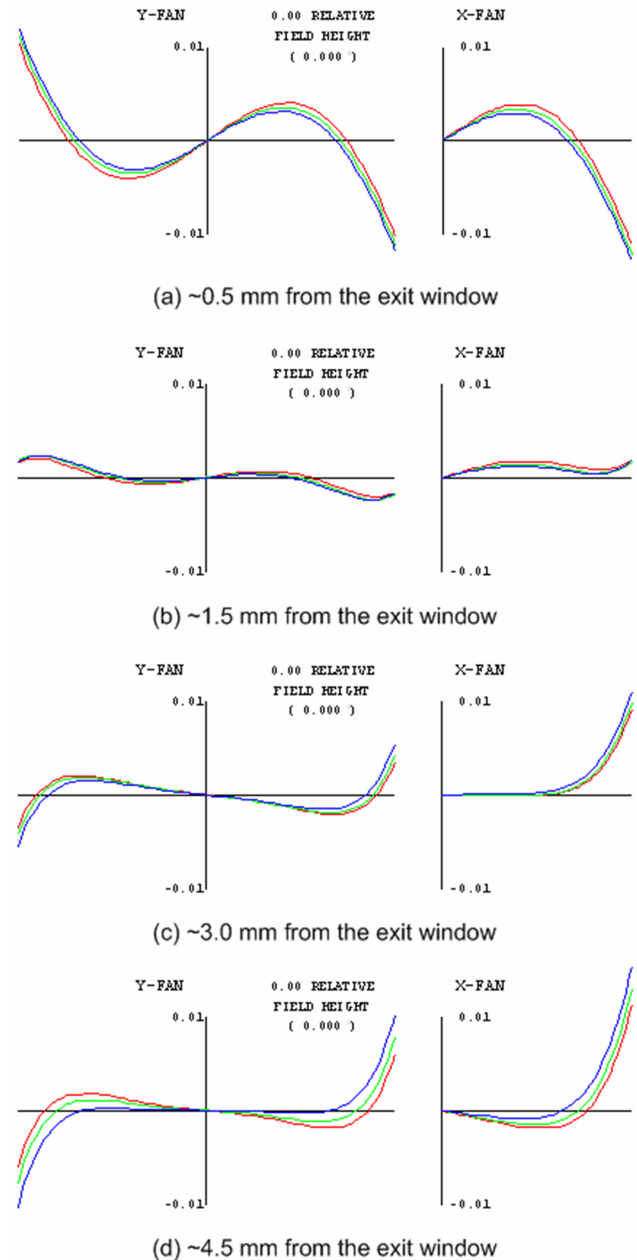 Y-FAN 0.00 RELATIVE X-FAN
FIELD HEIGHT
0.01 ( 0.000 °) 0.01
-0.01 -0.01
(a) ~0.5 mm from the exit window
Y-FAN 0.00 RELATIVE X-FAN
FIELD HEIGHT
0.01 ( 0.000 °) 0.01
-0.01 -0.01
(b) ~1.5 mm from the exit window
Y-FAN 0.00 RELATIVE X-FAN
FIELD HEIGHT
0.01 ( 0.000 °) 0.01
-0.01 -0.01
(c) ~3.0 mm from the exit window
Y-FAN 0.00 RELATIVE X-FAN
FIELD HEIGHT
0.01 ( 0.000 °) 0.01
-0.01 -0.01
(d) ~4.5 mm from the exit window